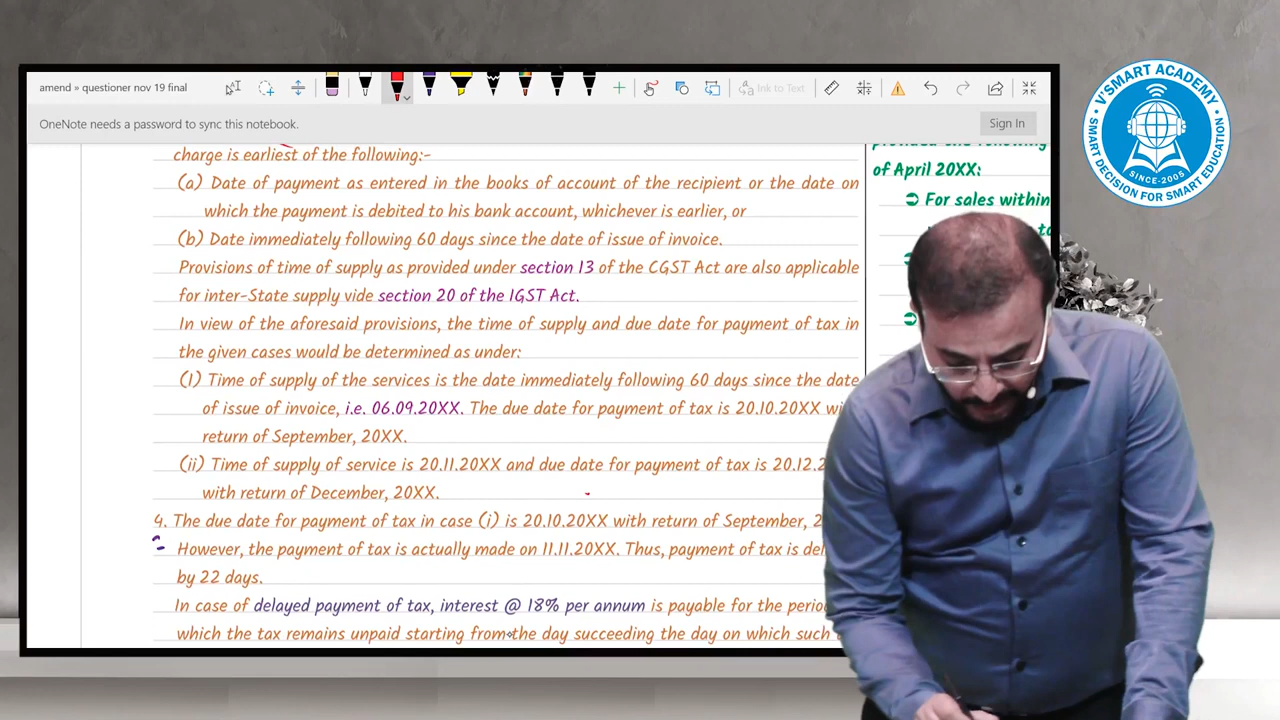 amend » questioner nov 19 final
Ink to Text
OneNote needs a password to sync this notebook.
Sign In
charge is earliest of the following:-
(a) Date of payment as entered in the books of account of the recipient or the date on
which the payment is debited to his bank account, whichever is earlier, or
(b) Date immediately following 60 days since the date of issue of invoice.
Provisions of time of supply as provided under section 13 of the CGST Act are also applicable
for inter-State supply vide section 20 of the IGST Act.
In view of the aforesaid provisions, the time of supply and due date for payment of tax in
the given cases would be determined as under:
(I) Time of supply of the services is the date immediately following 60 days since the date
of issue of invoice, i.e. 06.09.20XX. The due date for payment of tax is 20.10.20XX
return of September, 20XX.
(ii) Time of supply of service is 20.11.20XX and due date for payment of tax is
with return of December, 20XX.
4. The due date for payment of tax in case (i) is 20.10.20XX with return of September,
However, the payment of tax is actually made on 11.11.20XX. Thus, payment of tax is
by 22 days.
In case of delayed payment of tax, interest @ 18% per annum is payable for the
which the tax remains unpaid starting from the day succeeding the day on which such
of April 20XX:
➲ For sales within
V'SMART ACADEMY
SINCE-2005
SMART DECISION FOR SMART EDUCATION